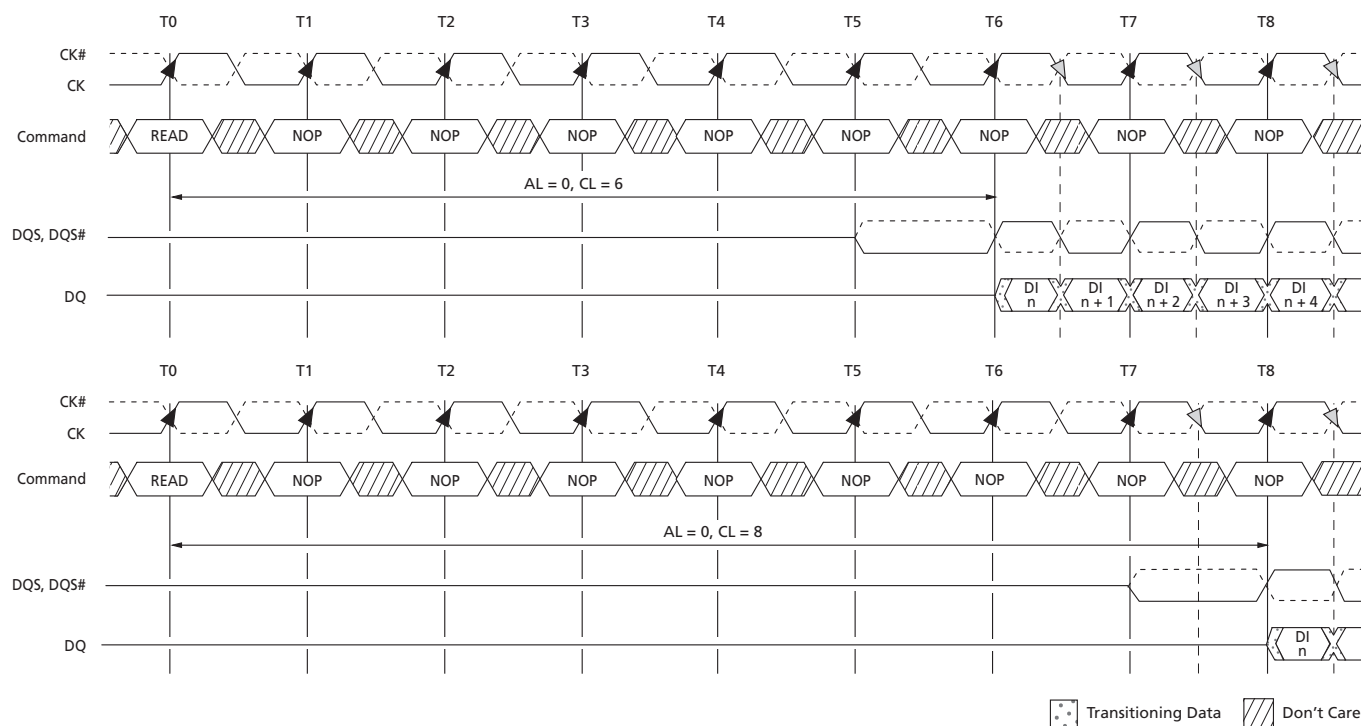 T0 T1 T2 T3 T4 T5 T6 T7 T8
CK#
CK
Command READ NOP NOP NOP NOP NOP NOP NOP NOP
AL = 0, CL = 6
DQS, DQS#
DQ DI n DI n + 1 DI n + 2 DI n + 3 DI n + 4
T0 T1 T2 T3 T4 T5 T6 T7 T8
CK#
CK
Command READ NOP NOP NOP NOP NOP NOP NOP NOP
AL = 0, CL = 8
DQS, DQS#
DQ DI n
Transitioning Data Don't Care